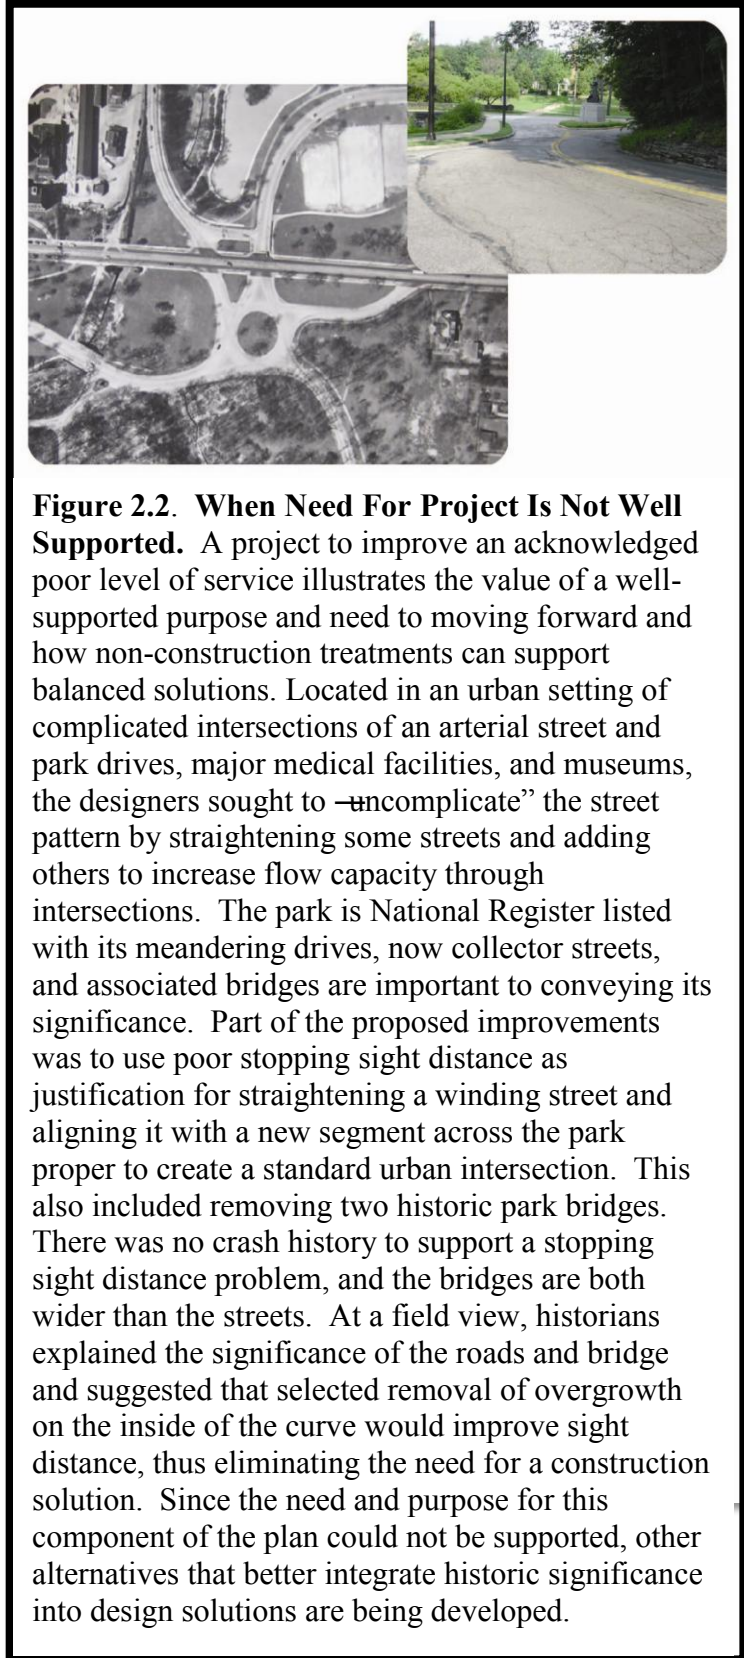 Figure 2.2.  When Need For Project Is Not Well
Supported.  A project to improve an acknowledged
poor level of service illustrates the value of a well-
supported purpose and need to moving forward and
how non-construction treatments can support
balanced solutions. Located in an urban setting of
complicated intersections of an arterial street and
park drives, major medical facilities, and museums,
the designers sought to ―uncomplicate” the street
pattern by straightening some streets and adding
others to increase flow capacity through
intersections.  The park is National Register listed
with its meandering drives, now collector streets,
and associated bridges are important to conveying its
significance.  Part of the proposed improvements
was to use poor stopping sight distance as
justification for straightening a winding street and
aligning it with a new segment across the park
proper to create a standard urban intersection.  This
also included removing two historic park bridges.
There was no crash history to support a stopping
sight distance problem, and the bridges are both
wider than the streets.  At a field view, historians
explained the significance of the roads and bridge
and suggested that selected removal of overgrowth
on the inside of the curve would improve sight
distance, thus eliminating the need for a construction
solution.  Since the need and purpose for this
component of the plan could not be supported, other
alternatives that better integrate historic significance
into design solutions are being developed.